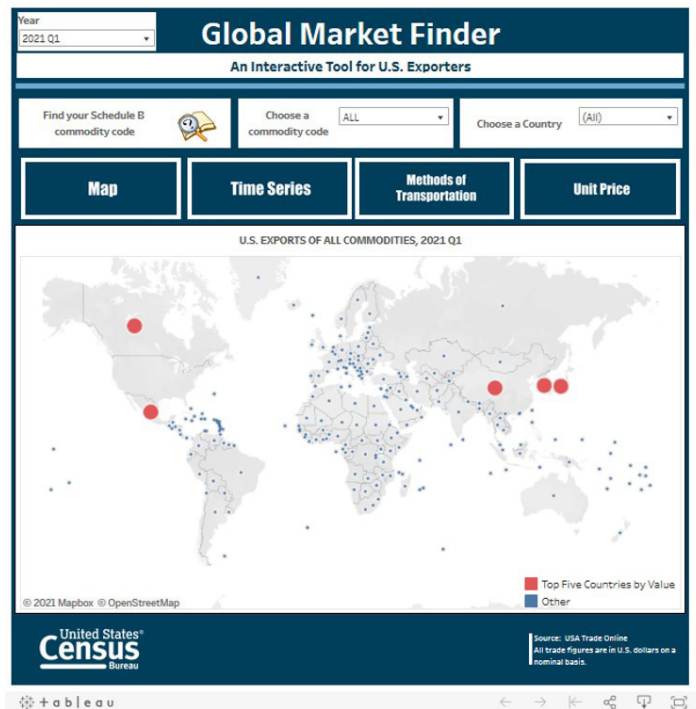 Year
2021 Q1
Global Market Finder
An Interactive Tool for U.S. Exporters
Find your Schedule B
commodity code
Choose a
commodity code
ALL
Choose a Country
(All)
Map
Time Series
Methods of
Transportation
Unit Price
U.S. EXPORTS OF ALL COMMODITIES, 2021 Q1
Top Five Countries by Value
Other
© 2021 Mapbox © OpenStreetMap
United States®
Census
Bureau
Source: USA Trade Online
All trade figures are in U.S. dollars on a
nominal basis.
+ a b | e a u